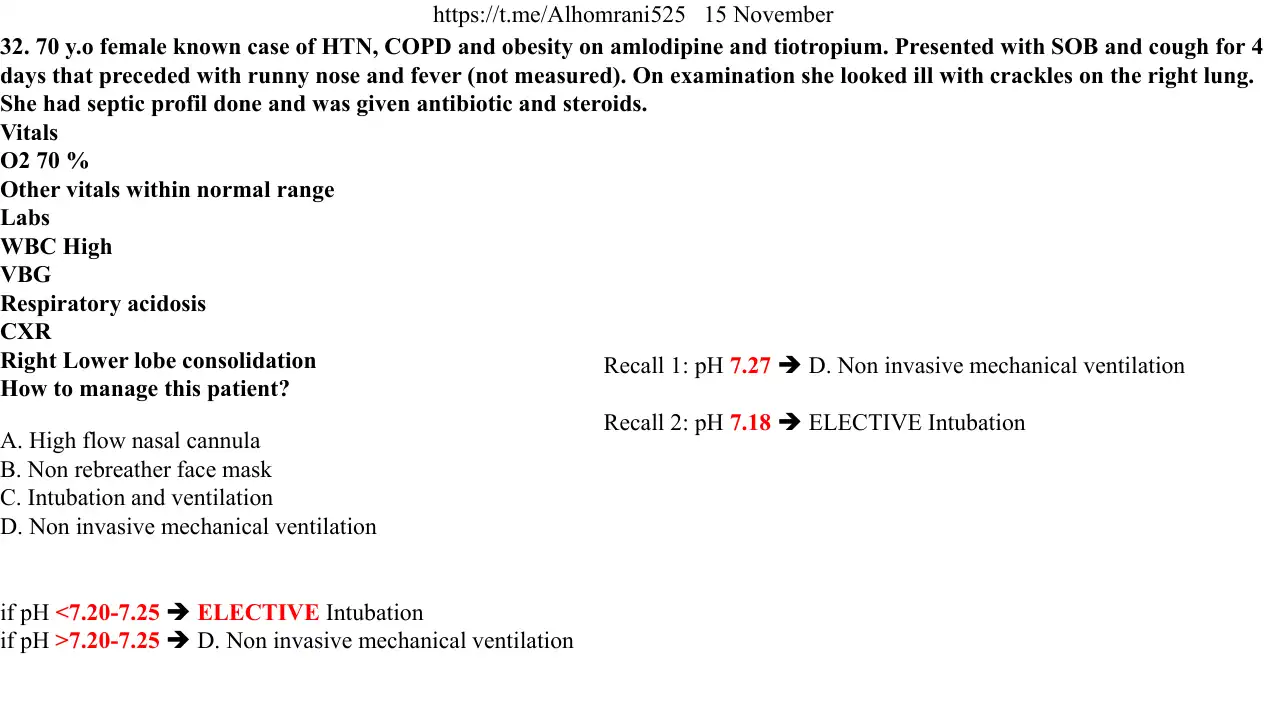 https://t.me/Alhomrani525 15 November
32. 70 y.o female known case of HTN, COPD and obesity on amlodipine and tiotropium. Presented with SOB and cough for 4
days that preceded with runny nose and fever (not measured). On examination she looked ill with crackles on the right lung.
She had septic profil done and was given antibiotic and steroids.
Vitals
O2 70 %
Other vitals within normal range
Labs
WBC High
VBG
Respiratory acidosis
CXR
Right Lower lobe consolidation
How to manage this patient?
A. High flow nasal cannula
B. Non rebreather face mask
C. Intubation and ventilation
D. Non invasive mechanical ventilation
Recall 1: pH 7.27 ➔ D. Non invasive mechanical ventilation
Recall 2: pH 7.18 ➔ ELECTIVE Intubation
if pH <7.20-7.25 ➔ ELECTIVE Intubation
if pH >7.20-7.25 ➔ D. Non invasive mechanical ventilation